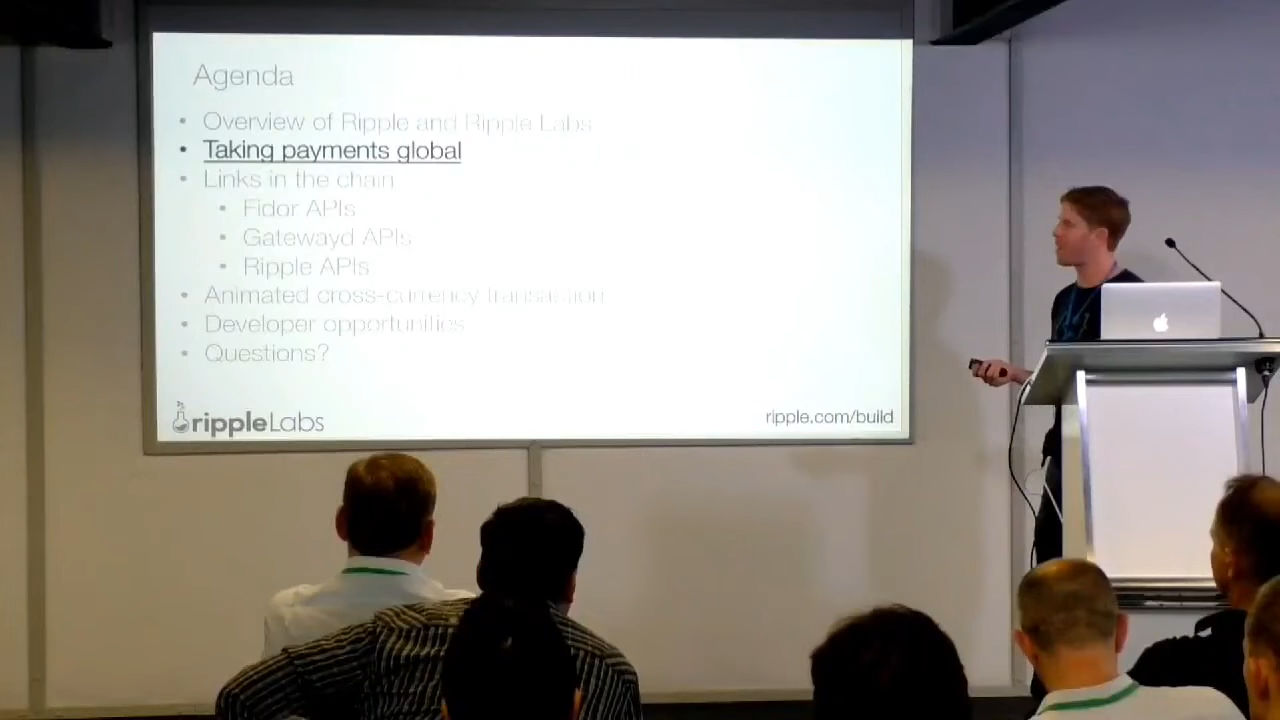 Agenda
• Overview of Ripple and Ripple Labs
• Taking payments global
• Links in the chain
• Fidor APIs
• Gatewayd APIs
• Ripple APIs
• Animated cross-currency transaction
• Developer opportunities
• Questions?
rippleLabs
ripple.com/build